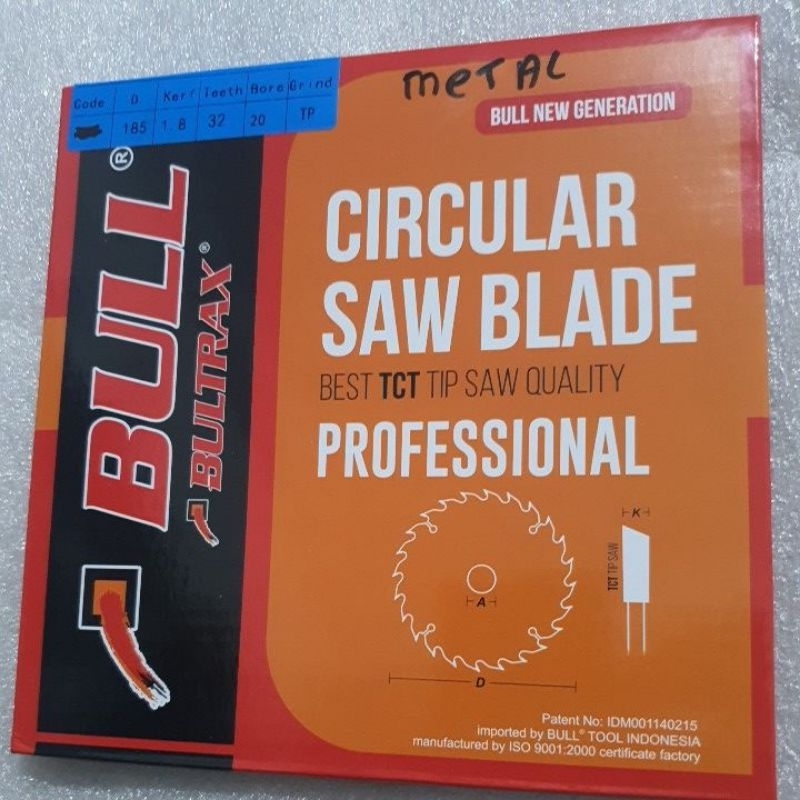 Code D Kerf Teeth Bore Grind
185 1.8 32 20 TP
METAL
BULL NEW GENERATION
BULL®
BULTRAX®
CIRCULAR
SAW BLADE
BEST TCT TIP SAW QUALITY
PROFESSIONAL
K
TCT TIP SAW
A
D
Patent No: IDM001140215
imported by BULL® TOOL INDONESIA
manufactured by ISO 9001:2000 certificate factory